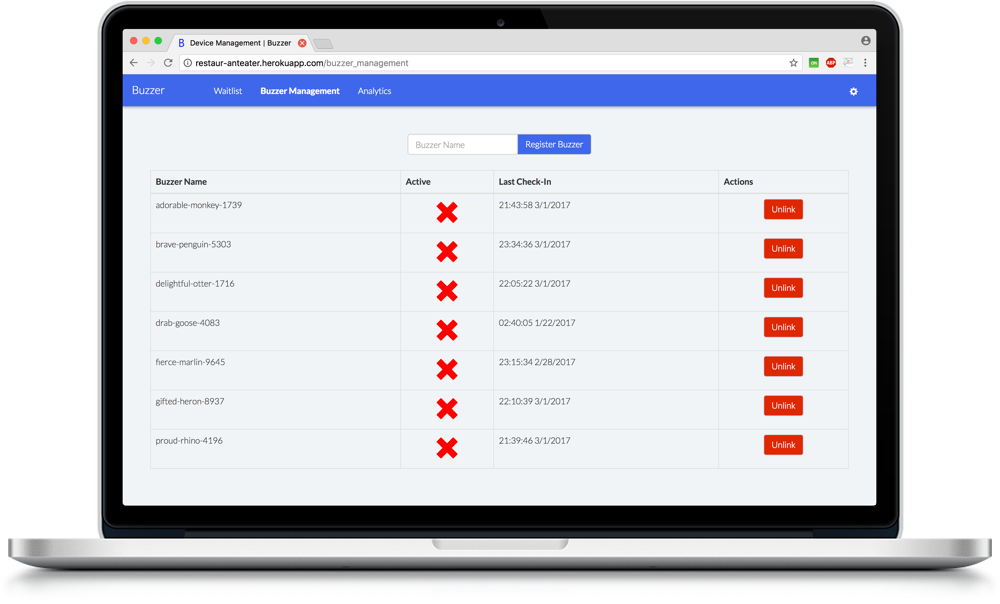 B Device Management | Buzzer
restaur-anteater.herokuapp.com/buzzer_management
ABP
Buzzer Waitlist Buzzer Management Analytics
Buzzer Name Register Buzzer
Buzzer Name Active Last Check-In Actions
adorable-monkey-1739 21:43:58 3/1/2017 Unlink
brave-penguin-5303 23:34:36 3/1/2017 Unlink
delightful-otter-1716 22:05:22 3/1/2017 Unlink
drab-goose-4083 02:40:05 1/22/2017 Unlink
fierce-marlin-9645 23:15:34 2/28/2017 Unlink
gifted-heron-8937 22:10:39 3/1/2017 Unlink
proud-rhino-4196 21:39:46 3/1/2017 Unlink